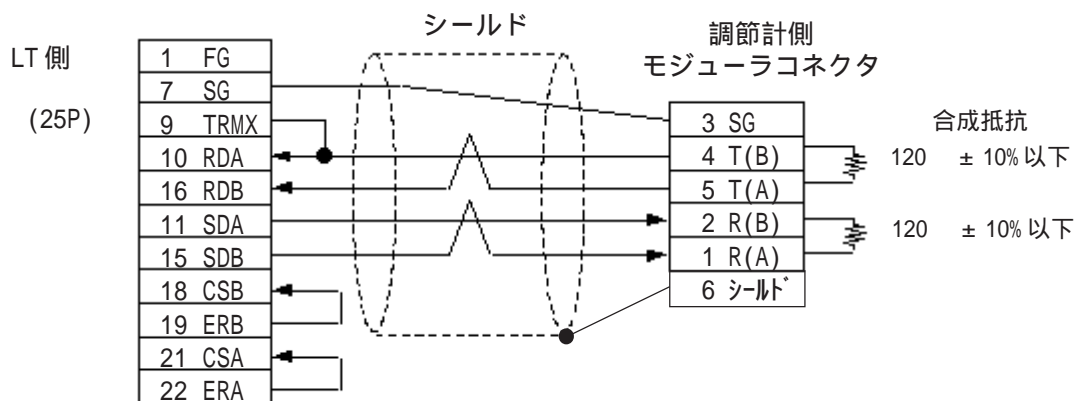 シールド
LT 側
(25P)
1 FG
7 SG
9 TRMX
10 RDA
16 RDB
11 SDA
15 SDB
18 CSB
19 ERB
21 CSA
22 ERA
調節計側
モジューラコネクタ
3 SG
4 T(B)
5 T(A)
2 R(B)
1 R(A)
6 シールド
合成抵抗
120 ± 10% 以下
120 ± 10% 以下